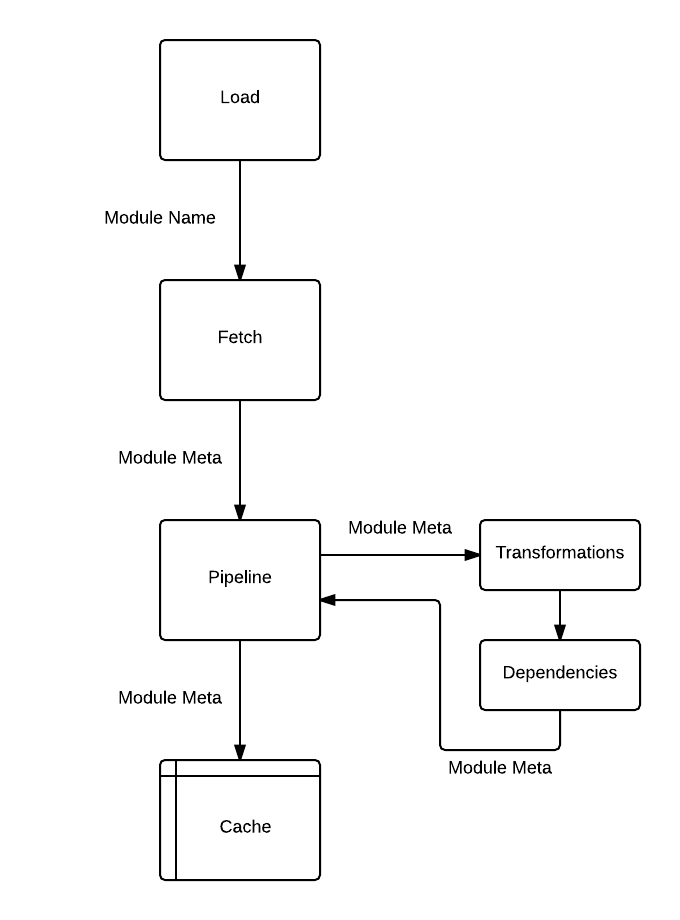 Load
Module Name
Fetch
Module Meta
Module Meta
Pipeline
Transformations
Dependencies
Module Meta
Module Meta
Cache